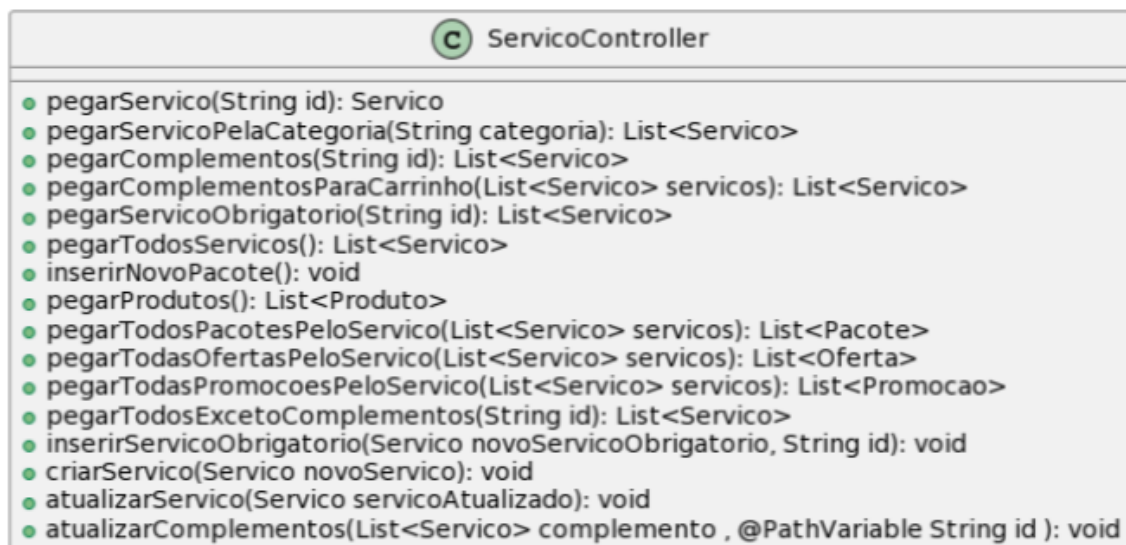 C ServicoController
pegarServico(String id): Servico
pegarServicoPelaCategoria(String categoria): List<Servico>
pegarComplementos(String id): List<Servico>
pegarComplementosParaCarrinho(List<Servico> servicos): List<Servico>
pegarServicoObrigatorio(String id): List<Servico>
pegarTodosServicos(): List<Servico>
inserirNovoPacote(): void
pegarProdutos(): List<Produto>
pegarTodosPacotesPeloServico(List<Servico> servicos): List<Pacote>
pegarTodasOfertasPeloServico(List<Servico> servicos): List<Oferta>
pegarTodasPromocoesPeloServico(List<Servico> servicos): List<Promocao>
pegarTodosExcetoComplementos(String id): List<Servico>
inserirServicoObrigatorio(Servico novoServicoObrigatorio, String id): void
criarServico(Servico novoServico): void
atualizarServico(Servico servicoAtualizado): void
atualizarComplementos(List<Servico> complemento , @PathVariable String id ): void